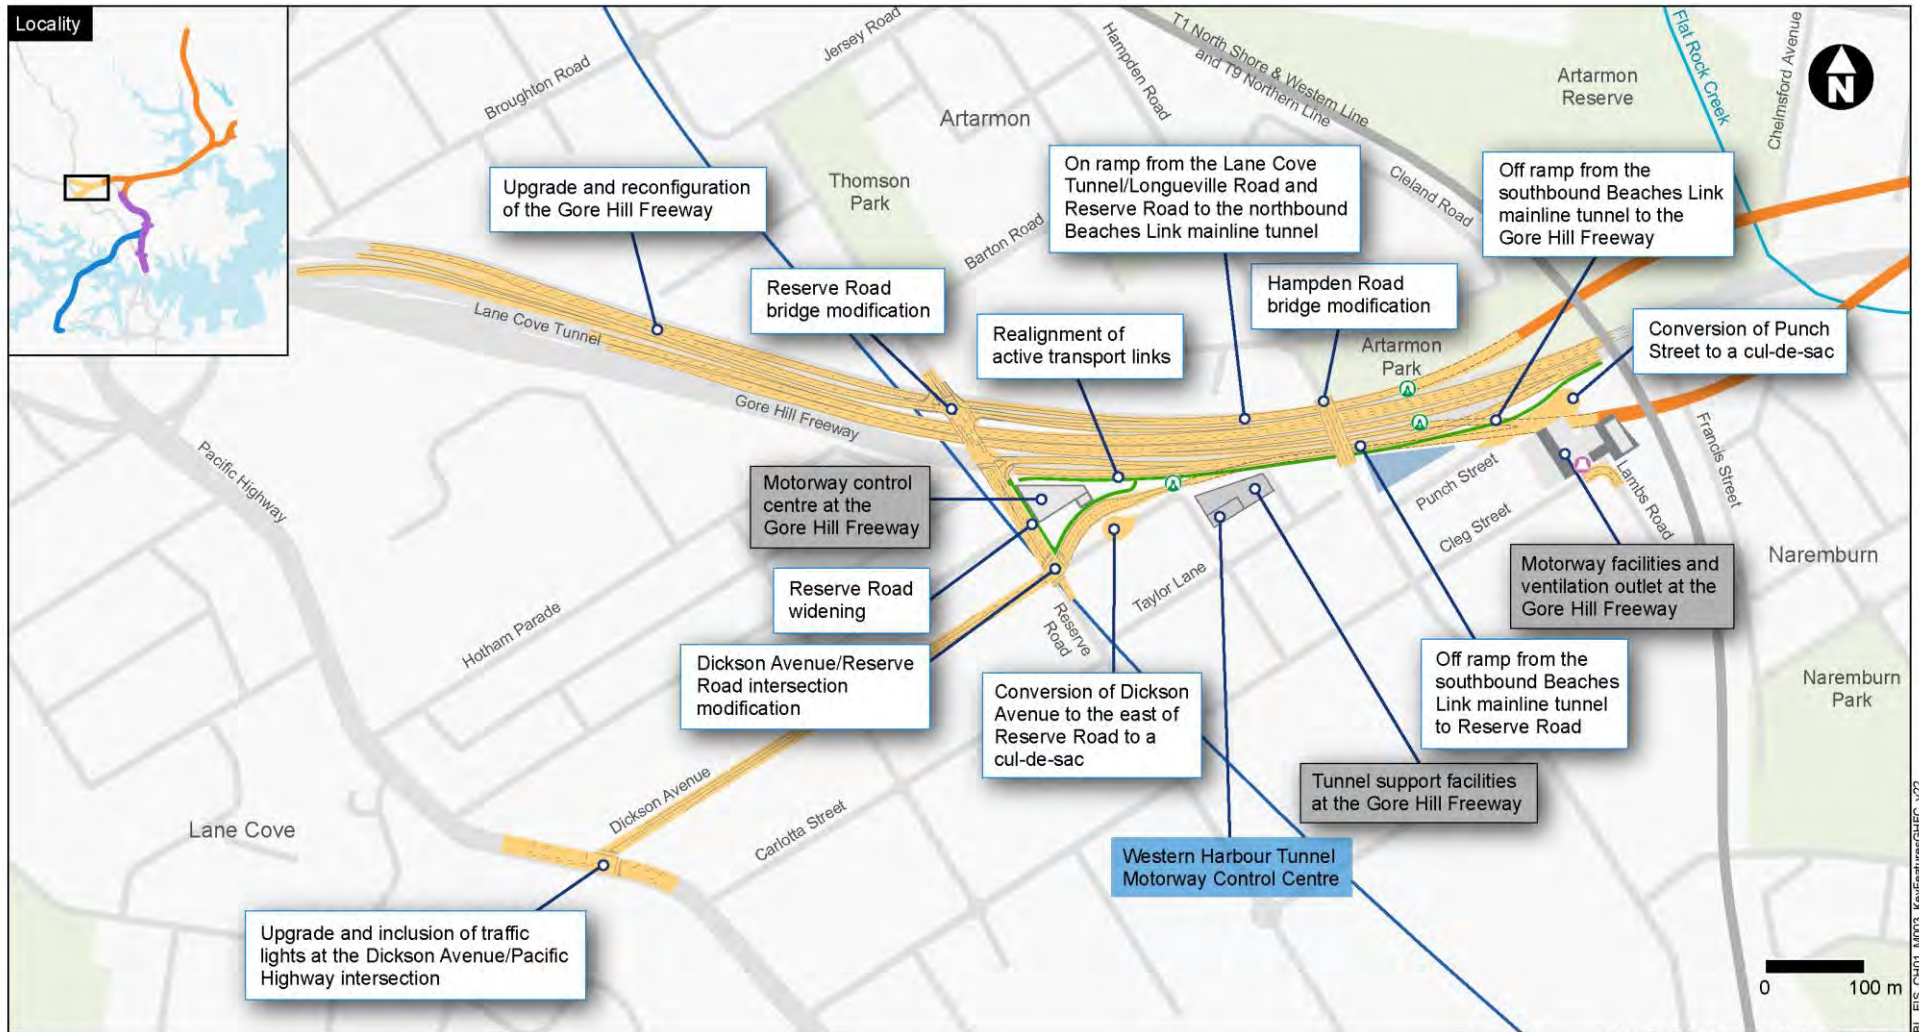 Locality
Broughton Road
Jersey Road
Hampden Road
T1 North Shore & Western Line
and T9 Northern Line
Artarmon
Reserve
Flat Rock Creek
Chelmsford Avenue
N
Artarmon
Thomson
Park
Barton Road
Cleland Road
Upgrade and reconfiguration
of the Gore Hill Freeway
On ramp from the Lane Cove
Tunnel/Longueville Road and
Reserve Road to the northbound
Beaches Link mainline tunnel
Off ramp from the
southbound Beaches Link
mainline tunnel to the
Gore Hill Freeway
Reserve Road
bridge modification
Hampden Road
bridge modification
Realignment of
active transport links
Conversion of Punch
Street to a cul-de-sac
Artarmon
Park
Lane Cove Tunnel
Gore Hill Freeway
Pacific Highway
Francis Street
Lambs Road
Punch Street
Cleg Street
Motorway control
centre at the
Gore Hill Freeway
Motorway facilities and
ventilation outlet at the
Gore Hill Freeway
Naremburn
Reserve Road
widening
Taylor Lane
Hotham Parade
Reserve
Road
Dickson Avenue/Reserve
Road intersection
modification
Conversion of Dickson
Avenue to the east of
Reserve Road to a
cul-de-sac
Off ramp from the
southbound Beaches
Link mainline tunnel
to Reserve Road
Naremburn
Park
Tunnel support facilities
at the Gore Hill Freeway
Dickson Avenue
Carlotta Street
Lane Cove
Western Harbour Tunnel
Motorway Control Centre
Upgrade and inclusion of traffic
lights at the Dickson Avenue/Pacific
Highway intersection
0
100 m